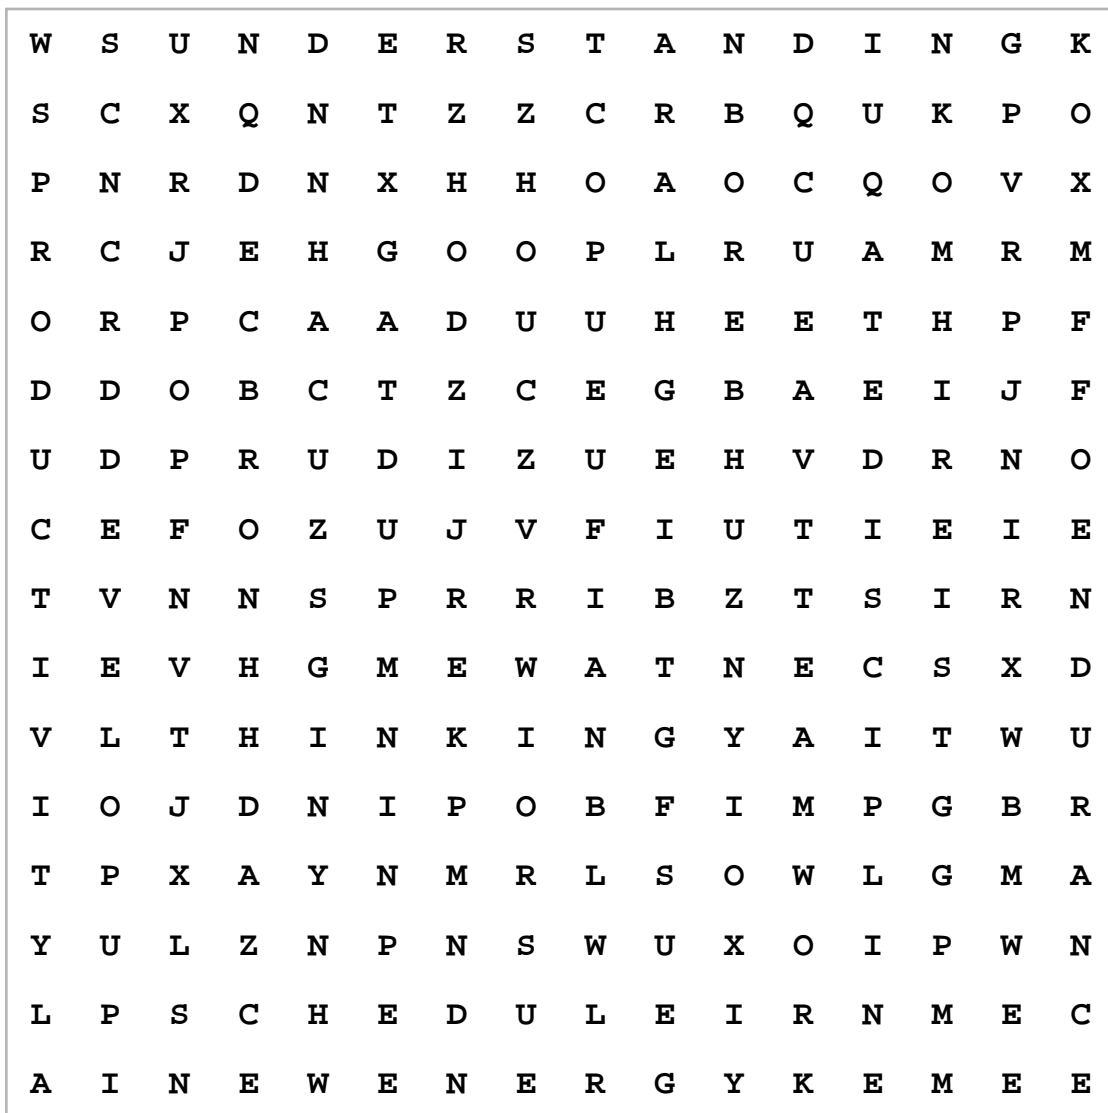 W S U N D E R S T A N D I N G K
S C X Q N T Z Z C R B Q U K P O
P N R D N X H H O A O C Q O V X
R C J E H G O O P L R U A M R M
O R P C A A D U U H E E T H P F
D D O B C T Z C E G B A E I J F
U D P R U D I Z U E H V D R N O
C E F O Z U J V F I U T I E I E
T V N N S P R R I B Z T S I R N
I E V H G M E W A T N E C S X D
V L T H I N K I N G Y A I T W U
I O J D N I P O B F I M P G B R
T P X A Y N M R L S O W L G M A
Y U L Z N P N S W U X O I P W N
L P S C H E D U L E I R N M E C
A I N E W E N E R G Y K E M E E